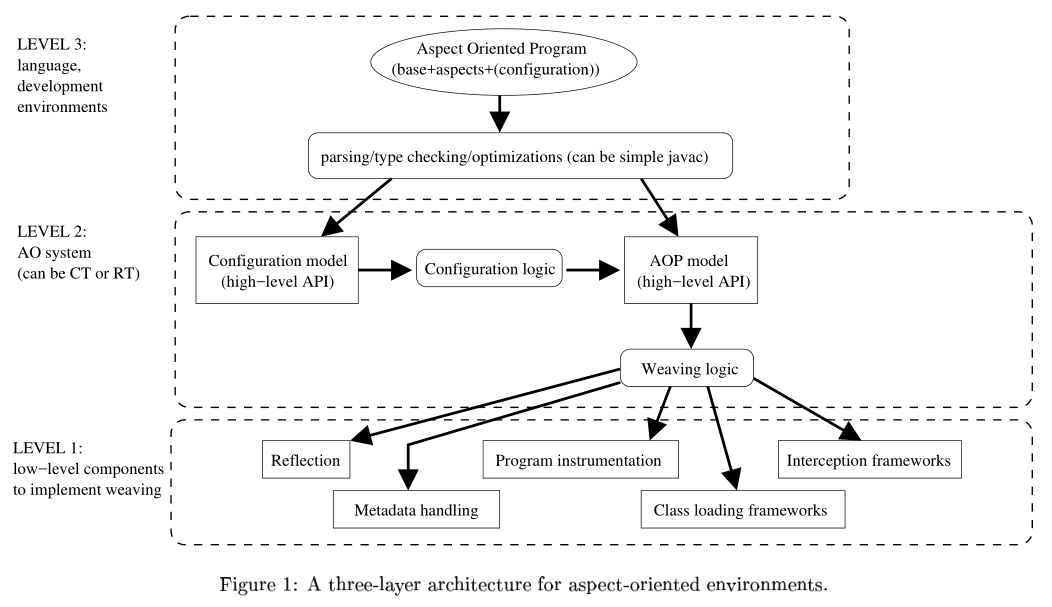 LEVEL 3:
language,
development
environments
Aspect Oriented Program
(base+aspects+(configuration))
parsing/type checking/optimizations (can be simple javac)
LEVEL 2:
AO system
(can be CT or RT)
Configuration model
(high−level API)
Configuration logic
AOP model
(high−level API)
Weaving logic
LEVEL 1:
low−level components
to implement weaving
Reflection
Program instrumentation
Interception frameworks
Metadata handling
Class loading frameworks
Figure 1: A three-layer architecture for aspect-oriented environments.